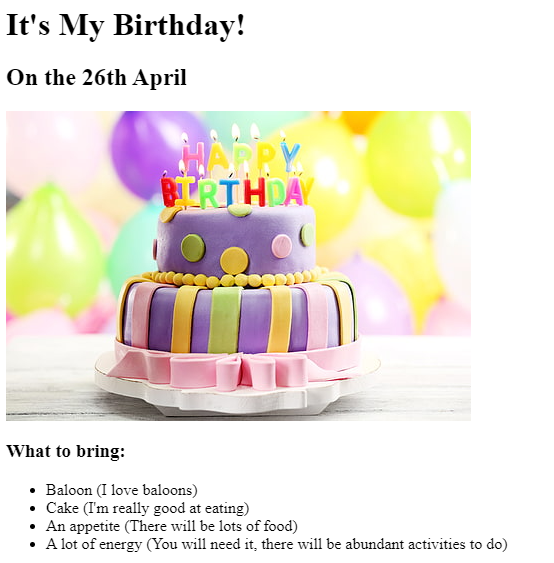 It's My Birthday!
On the 26th April
HAPPY
BIRTHDAY
What to bring:
Baloon (I love baloons)
Cake (I'm really good at eating)
An appetite (There will be lots of food)
A lot of energy (You will need it, there will be abundant activities to do)